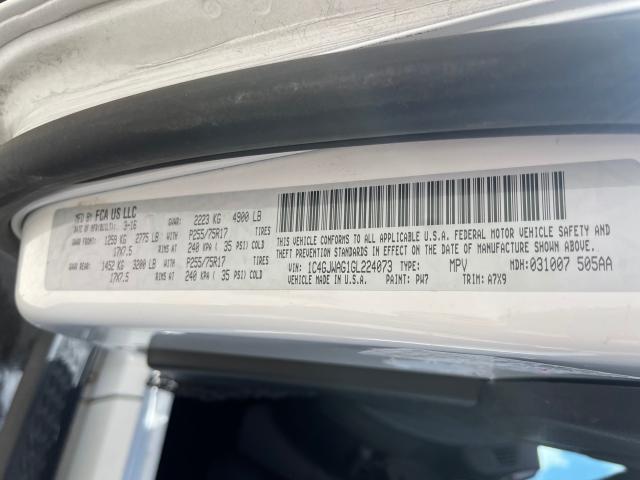 MFD BY FCA US LLC
DATE OF MFR(BUILT): 3-16 GVWR: 2223 KG 4900 LB
GAWR FRONT: 1259 KG 2775 LB WITH P255/75R17 TIRES
17X7.5 RIMS AT 240 KPA ( 35 PSI) COLD
GAWR REAR: 1452 KG 3200 LB WITH P255/75R17 TIRES
17X7.5 RIMS AT 240 KPA ( 35 PSI) COLD
THIS VEHICLE CONFORMS TO ALL APPLICABLE U.S.A. FEDERAL MOTOR VEHICLE SAFETY AND
THEFT PREVENTION STANDARDS IN EFFECT ON THE DATE OF MANUFACTURE SHOWN ABOVE.
VIN: 1C4GJWAG1GL224073 TYPE: MPV MDH: 031007 505AA
VEHICLE MADE IN U.S.A. PAINT: PW7 TRIM: A7X9